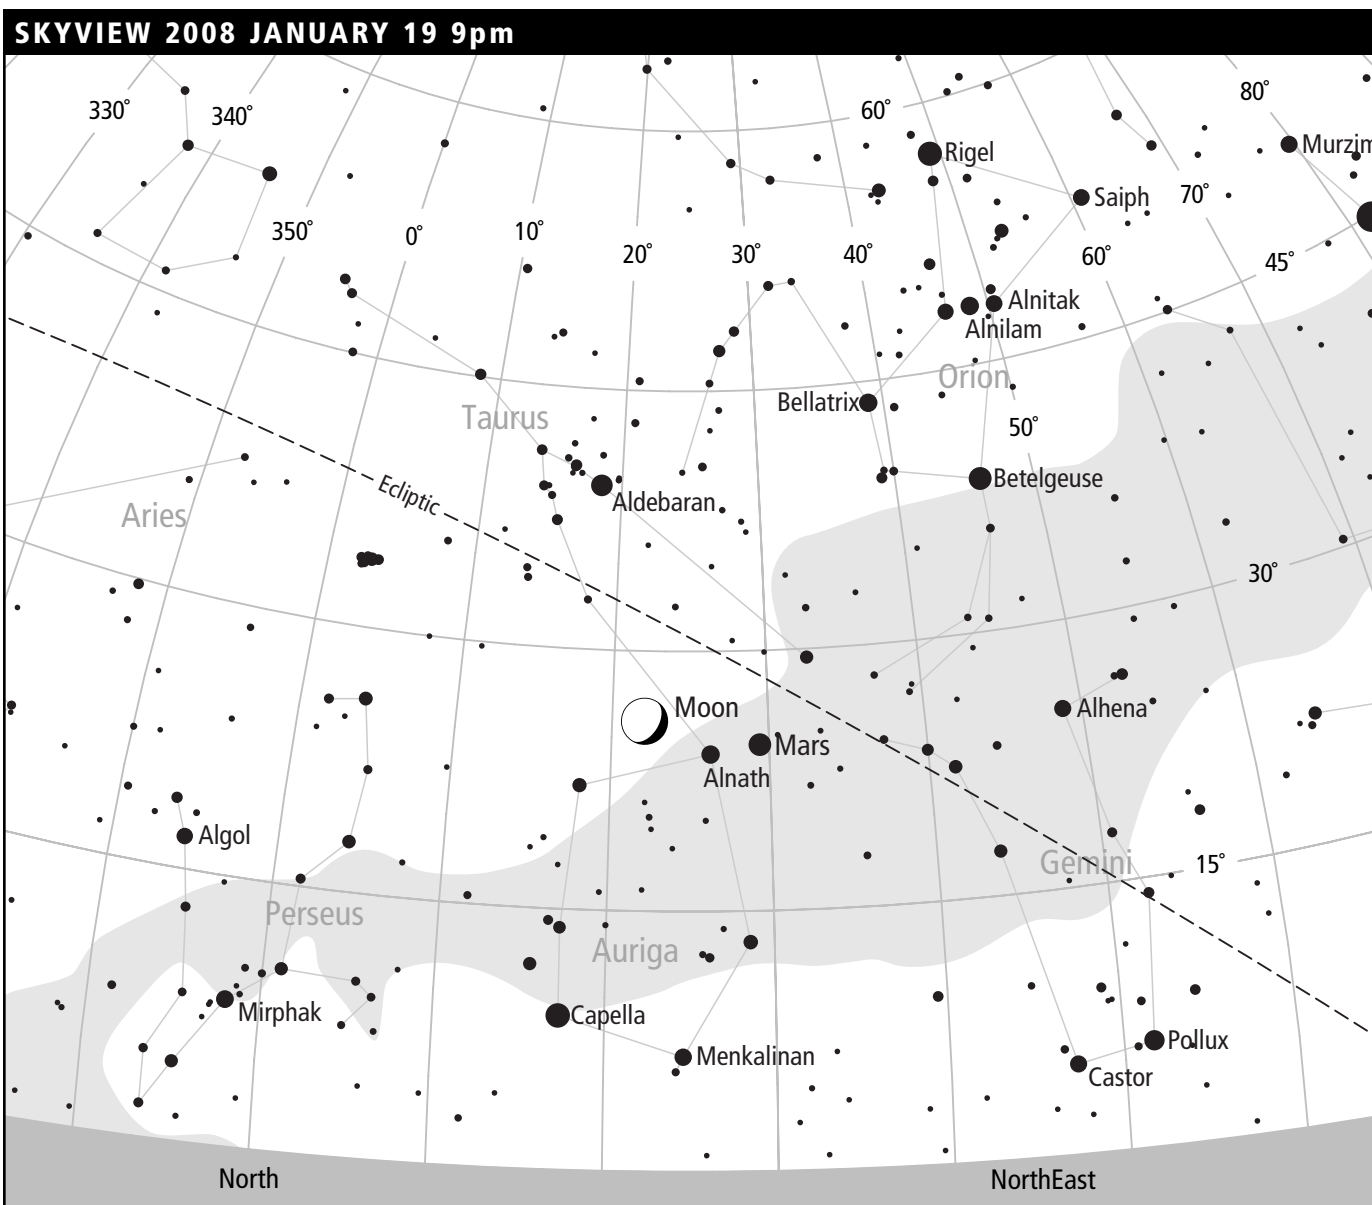 SKYVIEW 2008 JANUARY 19 9pm
330°
340°
350°
0°
10°
20°
30°
40°
60°
80°
70°
60°
45°
50°
30°
15°
Rigel
Saiph
Murzim
Alnitak
Alnilam
Orion
Bellatrix
Betelgeuse
Taurus
Aldebaran
Ecliptic
Aries
Moon
Mars
Alnath
Alhena
Algol
Gemini
Perseus
Auriga
Mirphak
Capella
Menkalinan
Pollux
Castor
North
NorthEast